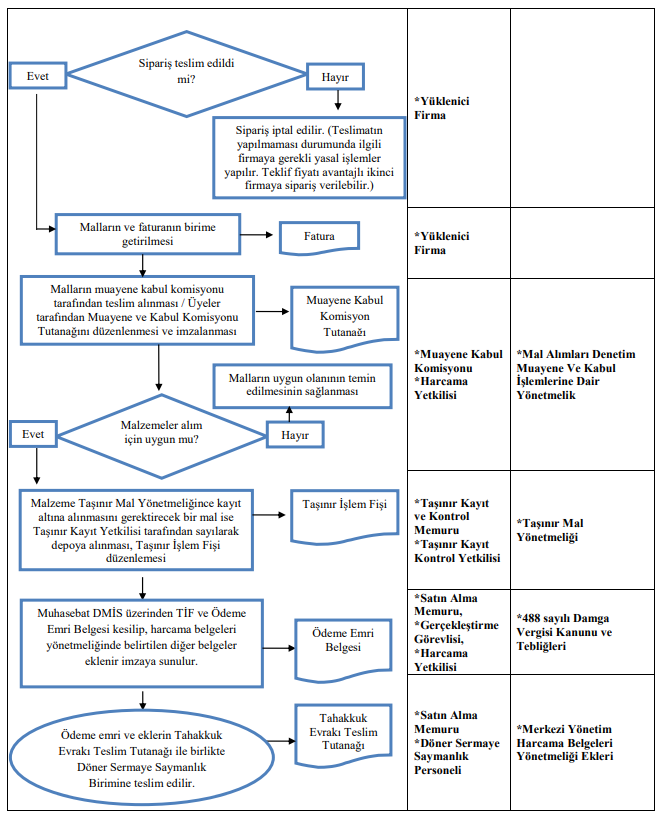 Sipariş teslim edildi
mi?
Evet
Hayır
Sipariş iptal edilir. (Teslimatın
yapılmaması durumunda ilgili
firmaya gerekli yasal işlemler
yapılır. Teklif fiyatı avantajlı ikinci
firmaya sipariş verilebilir.)
*Yüklenici
Firma
Malların ve faturanın birime
getirilmesi
Fatura
*Yüklenici
Firma
Malların muayene kabul komisyonu
tarafından teslim alınması / Üyeler
tarafından Muayene ve Kabul Komisyonu
Tutanağını düzenlenmesi ve imzalanması
Muayene Kabul
Komisyon
Tutanağı
Malların uygun olanının temin
edilmesinin sağlanması
Malzemeler alım
için uygun mu?
Evet
Hayır
*Muayene Kabul
Komisyonu
*Harcama
Yetkilisi
*Mal Alımları Denetim
Muayene Ve Kabul
İşlemlerine Dair
Yönetmelik
Malzeme Taşınır Mal Yönetmeliğince kayıt
altına alınmasını gerektirecek bir mal ise
Taşınır Kayıt Yetkilisi tarafından sayılarak
depoya alınması, Taşınır İşlem Fişi
düzenlemesi
Taşınır İşlem Fişi
*Taşınır Kayıt
ve Kontrol
Memuru
*Taşınır Kayıt
Kontrol Yetkilisi
*Taşınır Mal
Yönetmeliği
Muhasebat DMİS üzerinden TİF ve Ödeme
Emri Belgesi kesilip, harcama belgeleri
yönetmeliğinde belirtilen diğer belgeler
eklenir imzaya sunulur.
Ödeme Emri
Belgesi
*Satın Alma
Memuru,
*Gerçekleştirme
Görevlisi,
*Harcama
Yetkilisi
*488 sayılı Damga
Vergisi Kanunu ve
Tebliğleri
Ödeme emri ve eklerin Tahakkuk
Evrakı Teslim Tutanağı ile birlikte
Döner Sermaye Saymanlık
Birimine teslim edilir.
Tahakkuk
Evrakı Teslim
Tutanağı
*Satın Alma
Memuru
*Döner Sermaye
Saymanlık
Personeli
*Merkezi Yönetim
Harcama Belgeleri
Yönetmeliği Ekleri